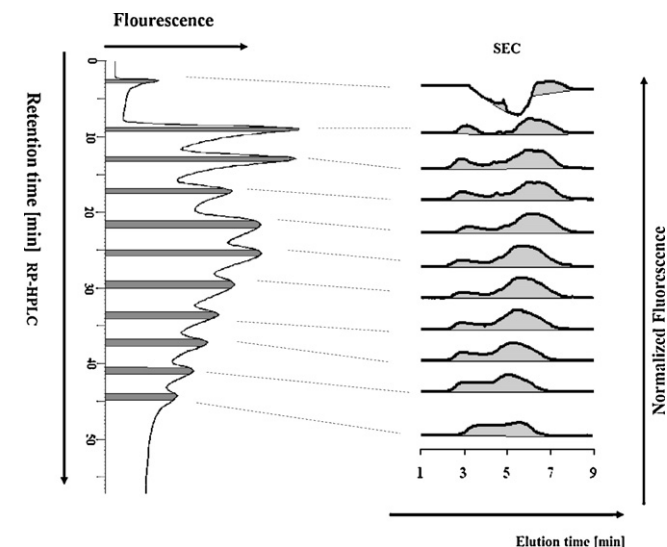 Flourescence
SEC
0
10
20
30
40
50
Retention time [min] RP-HPLC
Normalized Fluorescence
1 3 5 7 9
Elution time [min]